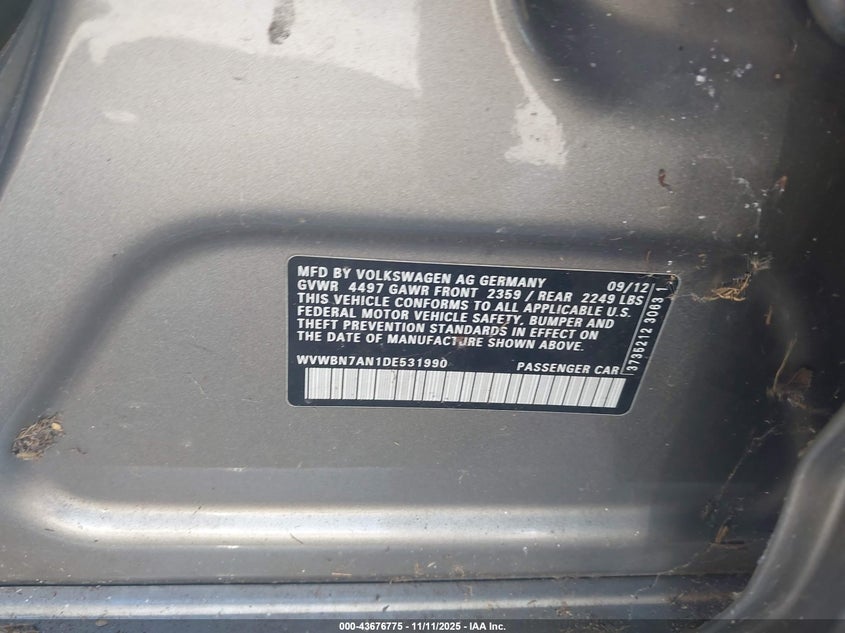 MFD BY VOLKSWAGEN AG GERMANY 09/12
GVWR 4497 GAWR FRONT 2359 / REAR 2249 LBS
THIS VEHICLE CONFORMS TO ALL APPLICABLE U.S.
FEDERAL MOTOR VEHICLE SAFETY, BUMPER AND
THEFT PREVENTION STANDARDS IN EFFECT ON
THE DATE OF MANUFACTURE SHOWN ABOVE.
WVWBN7AN1DE531990 PASSENGER CAR
3735212 30631
000-43676775 - 11/11/2025 - IAA Inc.